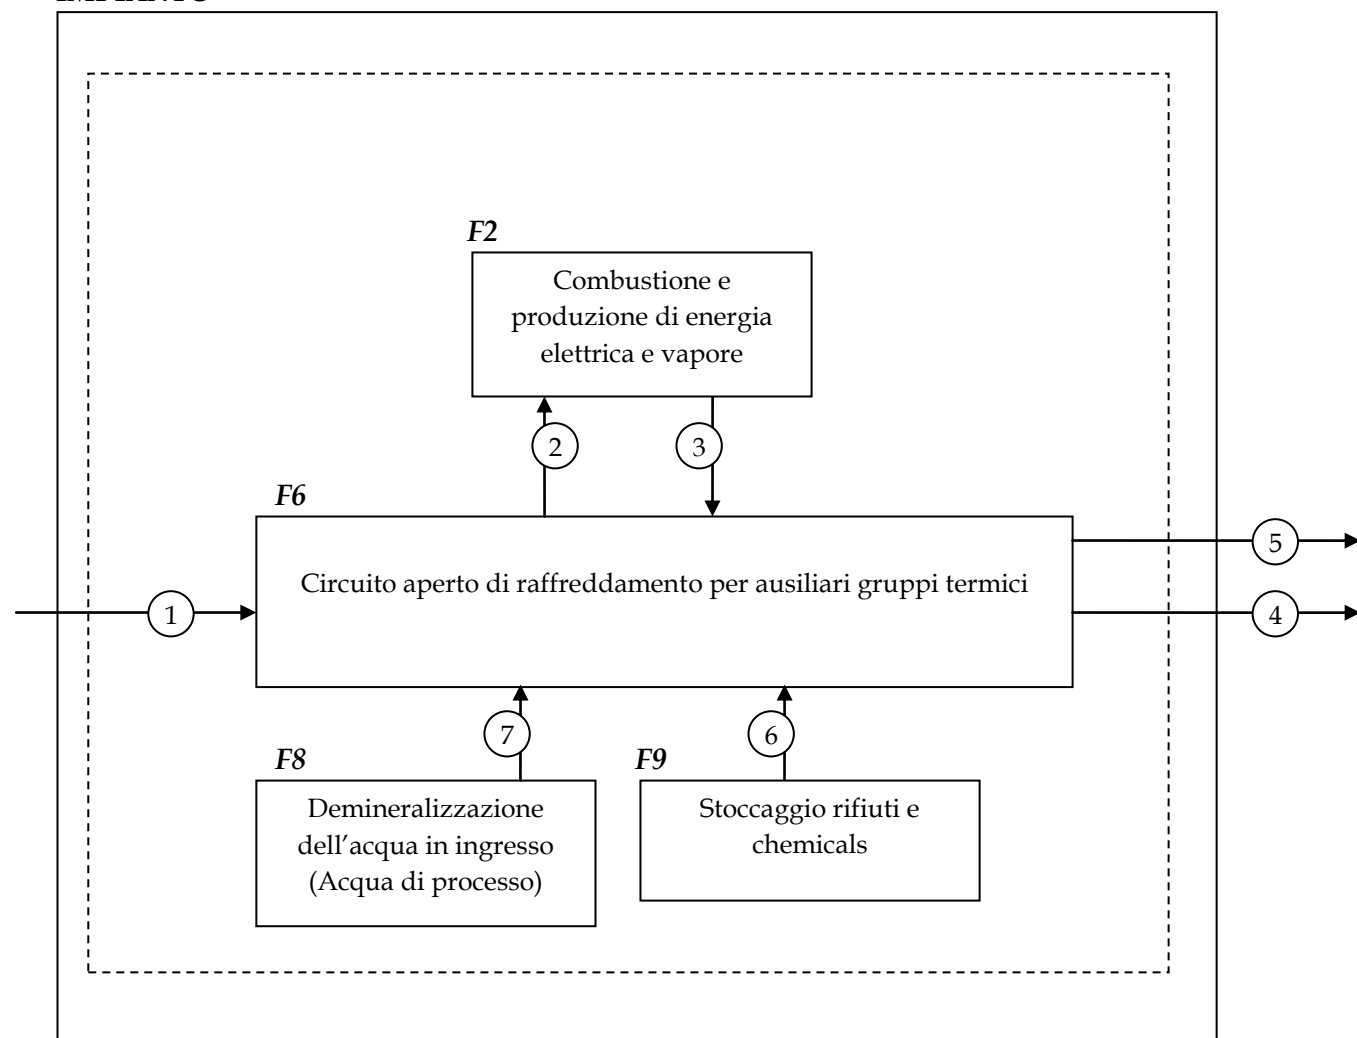 F2
Combustione e
produzione di energia
elettrica e vapore
2
3
F6
Circuito aperto di raffreddamento per ausiliari gruppi termici
1
5
4
7
6
F8
Demineralizzazione
dell'acqua in ingresso
(Acqua di processo)
F9
Stoccaggio rifiuti e
chemicals